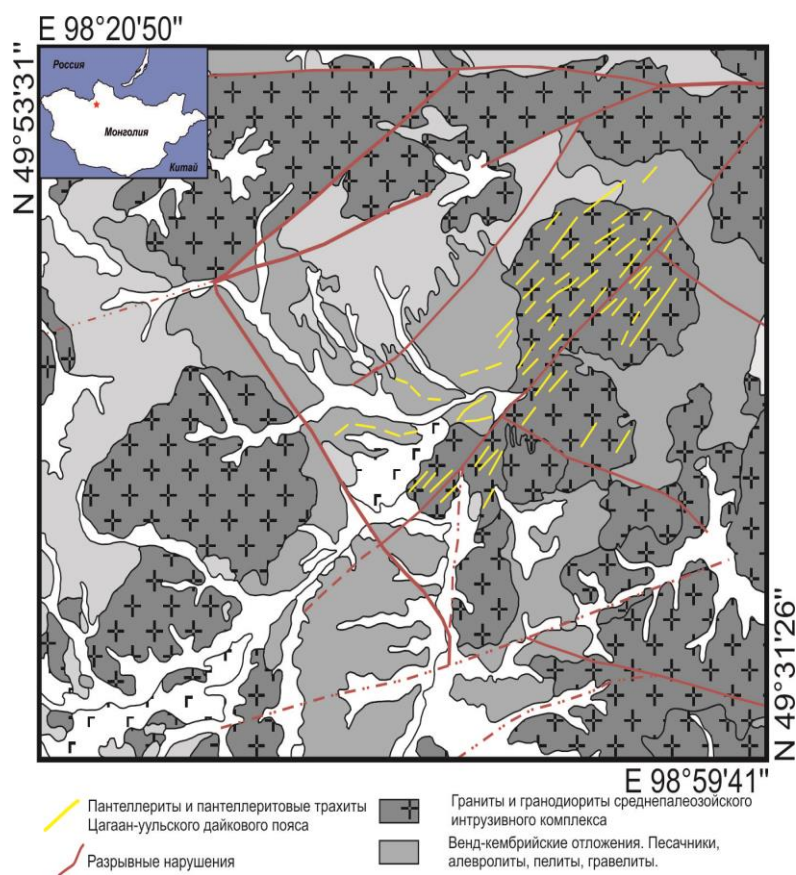 E 98°20'50"
N 49°53'31"
Россия
Монголия
Китай
N 49°31'26"
E 98°59'41"
Пантеллериты и пантеллеритовые трахиты
Цагаан-уульского дайкового пояса
Разрывные нарушения
Граниты и гранодиориты среднепалеозойского
интрузивного комплекса
Венд-кембрийские отложения. Песачники,
алевролиты, пелиты, гравелиты.